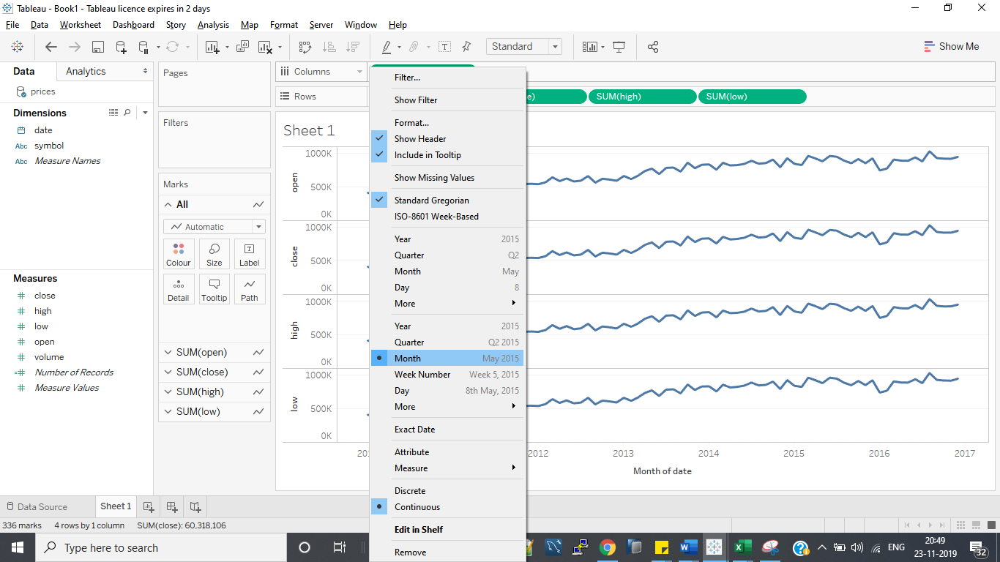 Tableau - Book1 - Tableau licence expires in 2 days
File Data Worksheet Dashboard Story Analysis Map Format Server Window Help
Standard
Show Me
Data Analytics
prices
Dimensions
date
Abc symbol
Abc Measure Names
Measures
close
high
low
open
volume
Number of Records
Measure Values
Pages
Filters
Marks
All
Automatic
Colour Size Label
Detail Tooltip Path
SUM(open)
SUM(close)
SUM(high)
SUM(low)
Columns
Rows
SUM(high) SUM(low)
Sheet 1
open
1000K
500K
0K
close
1000K
500K
0K
high
1000K
500K
0K
low
1000K
500K
0K
2012 2013 2014 2015 2016 2017
Month of date
Filter...
Show Filter
Format...
Show Header
Include in Tooltip
Show Missing Values
Standard Gregorian
ISO-8601 Week-Based
Year 2015
Quarter Q2
Month May
Day 8
More
Year 2015
Quarter Q2 2015
Month May 2015
Week Number Week 5, 2015
Day 8th May, 2015
More
Exact Date
Attribute
Measure
Discrete
Continuous
Edit in Shelf
Remove
Data Source Sheet 1
336 marks 4 rows by 1 column SUM(close): 60,318,106
Type here to search
ENG
20:49
23-11-2019
32